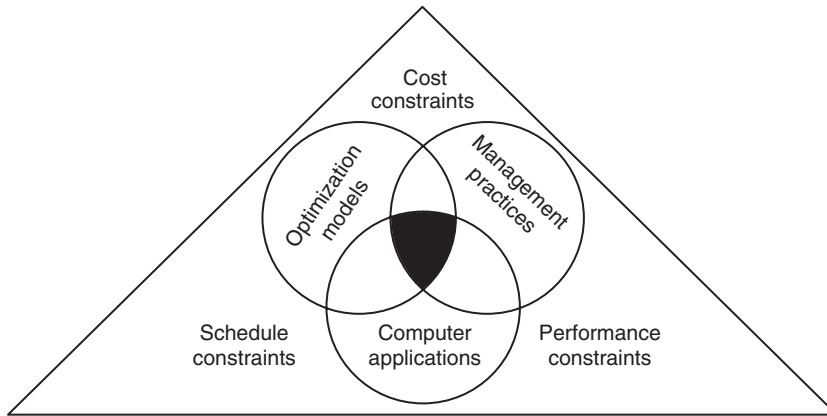 Cost
constraints
Optimization
models
Management
practices
Schedule
constraints
Computer
applications
Performance
constraints